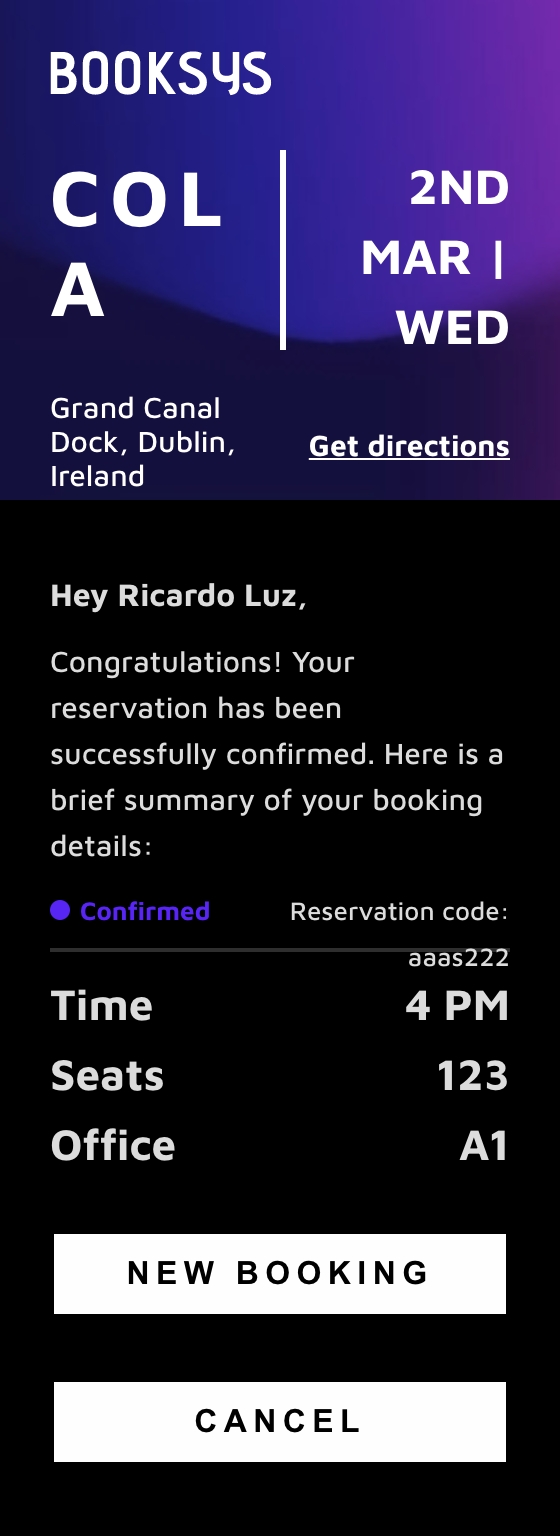 BOOKSYS
COL
A
2ND
MAR |
WED
Grand Canal
Dock, Dublin,
Ireland
Get directions
Hey Ricardo Luz,
Congratulations! Your
reservation has been
successfully confirmed. Here is a
brief summary of your booking
details:
Confirmed
Reservation code:
aaas222
Time 4 PM
Seats 123
Office A1
NEW BOOKING
CANCEL